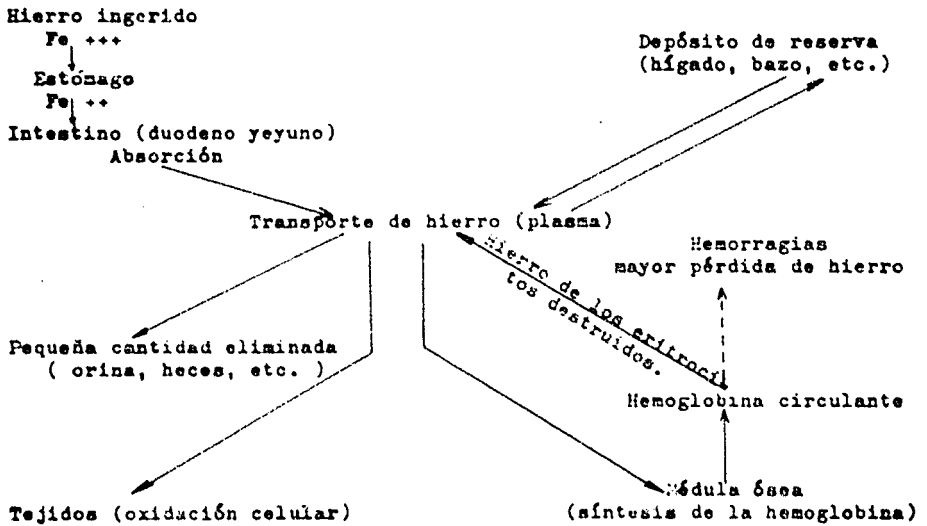 Hierro ingerido
Fe +++
Estómago
Fe ++
Intestino (duodeno yeyuno)
Absorción
Depósito de reserva
(hígado, bazo, etc.)
Transporte de hierro (plasma)
Hierro de los eritroci
tos destruídos.
Hemorragias
mayor pérdida de hierro
Pequeña cantidad eliminada
( orina, heces, etc. )
Hemoglobina circulante
Tejidos (oxidación celular)
Médula ósea
(síntesis de la hemoglobina)